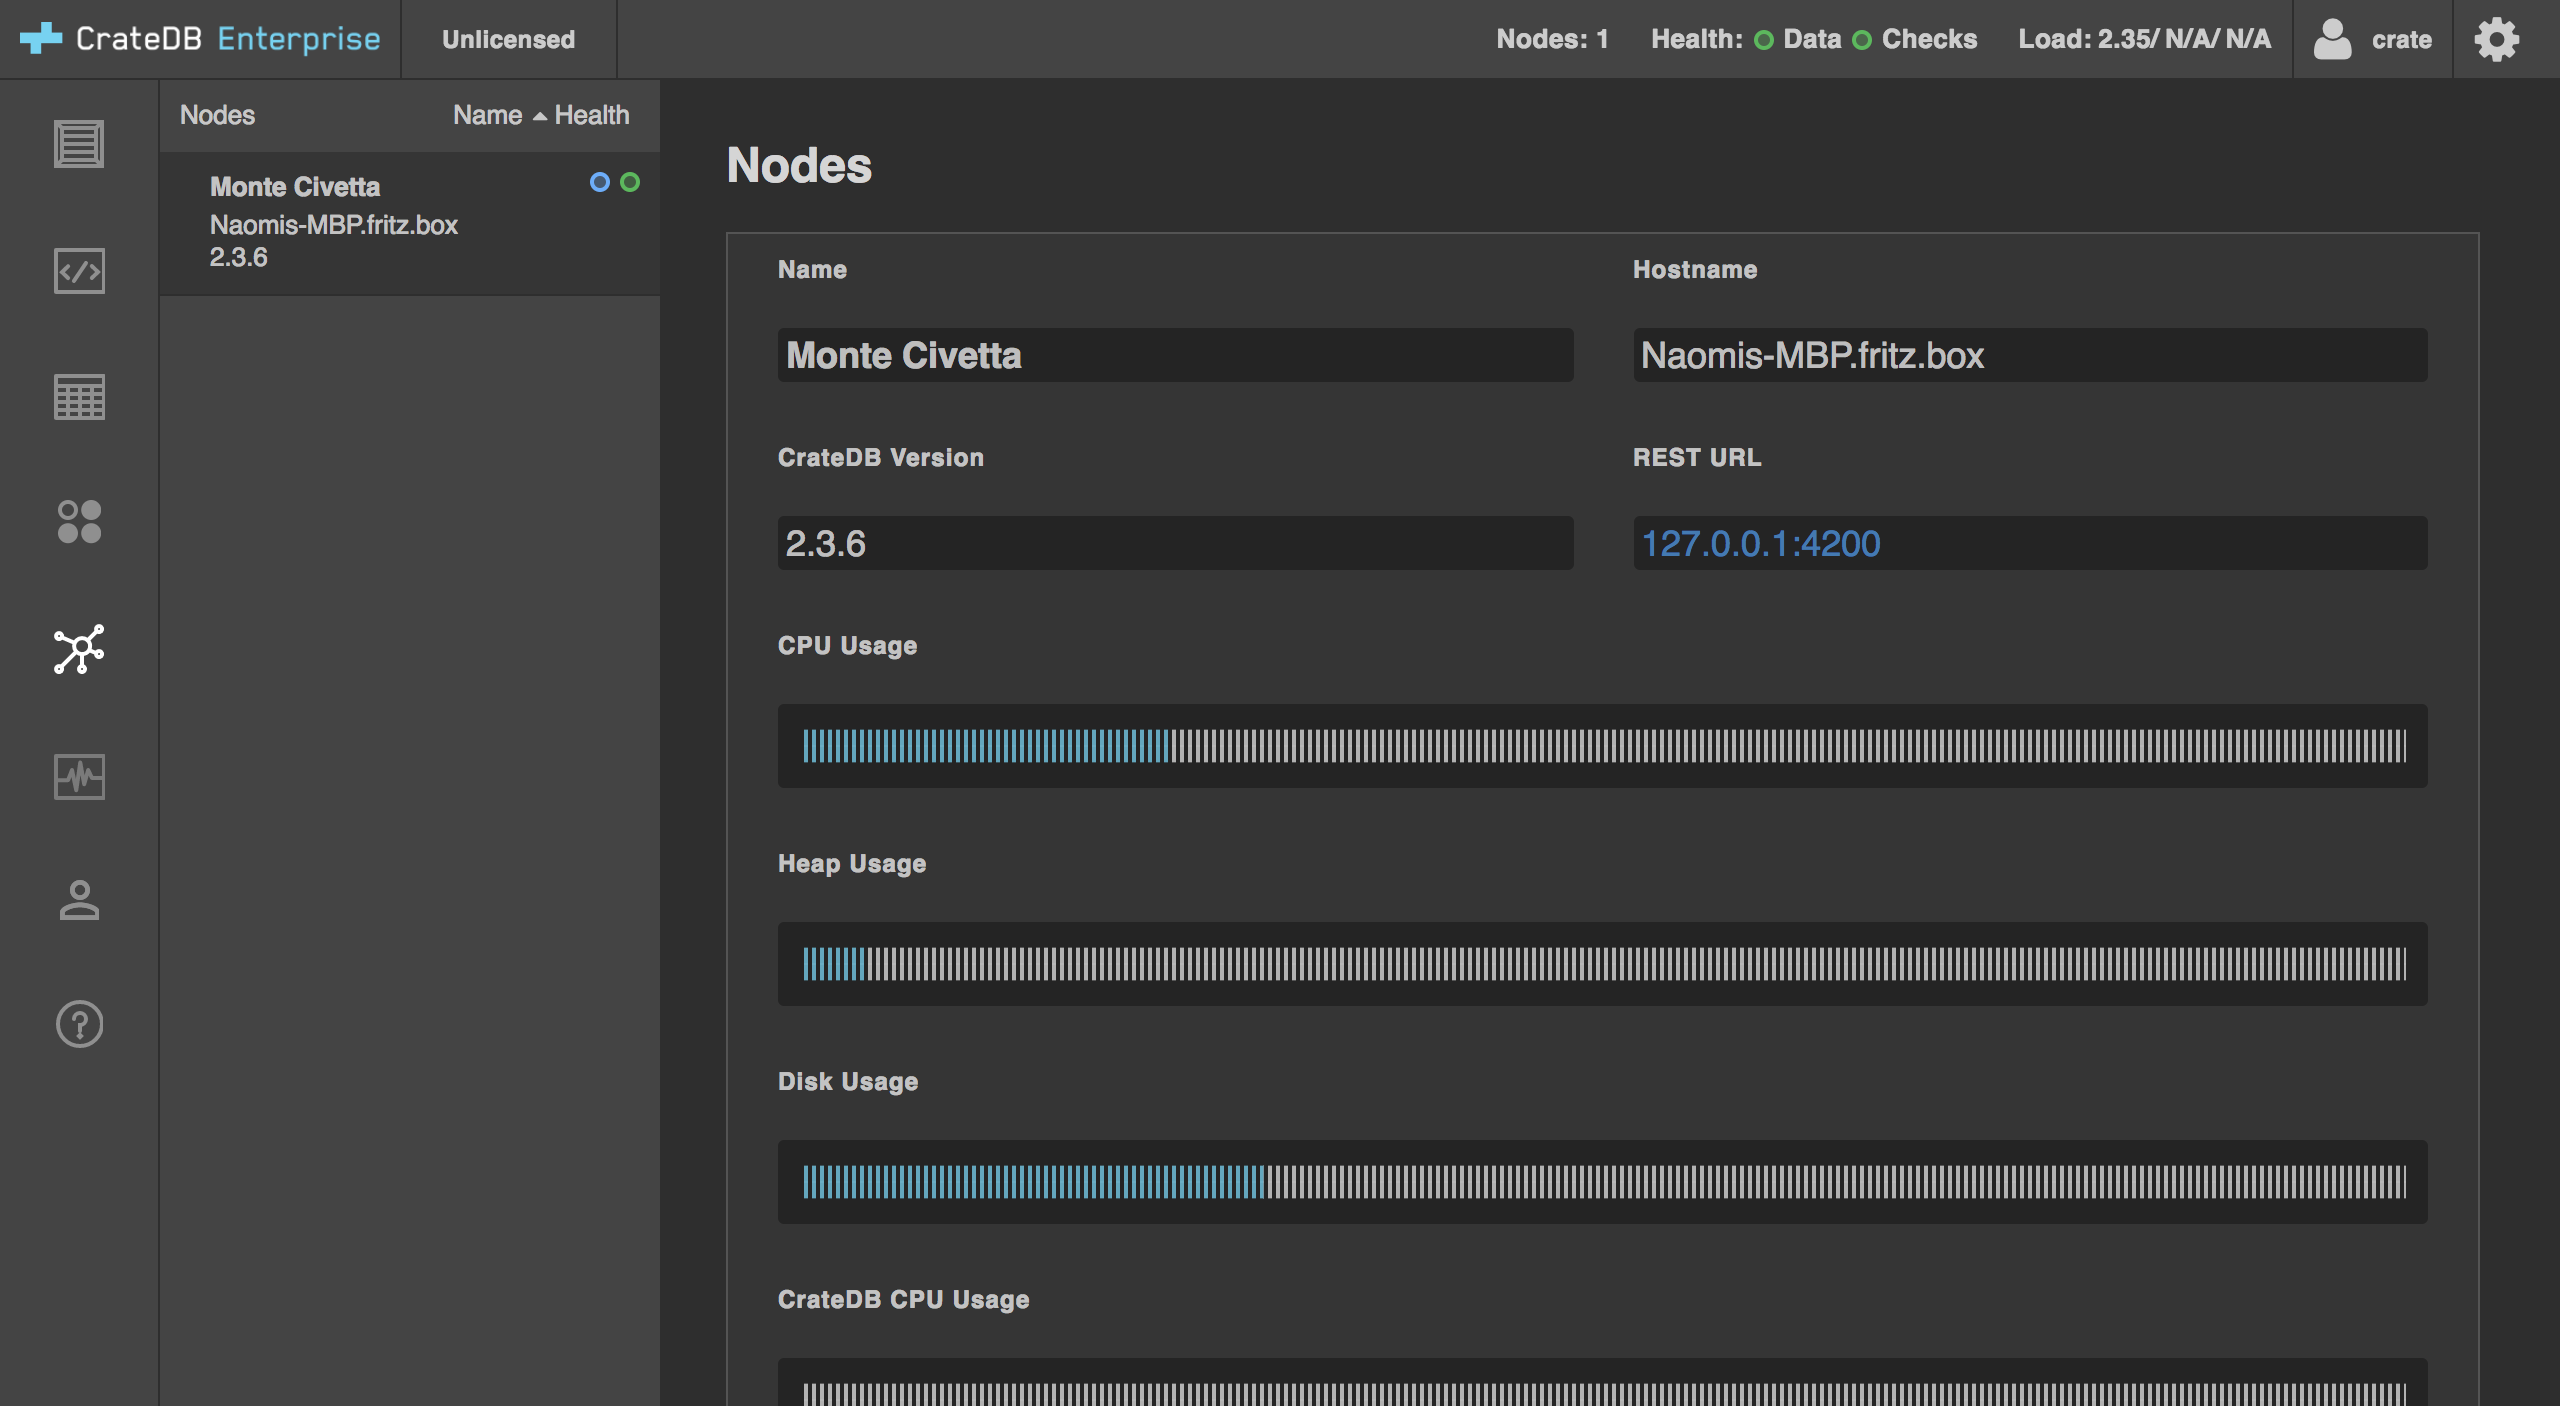 CrateDB Enterprise
Unlicensed
Nodes: 1 Health: Data Checks Load: 2.35/ N/A/ N/A
crate
Nodes Name Health
Monte Civetta
Naomis-MBP.fritz.box
2.3.6
Nodes
Name Hostname
Monte Civetta Naomis-MBP.fritz.box
CrateDB Version REST URL
2.3.6 127.0.0.1:4200
CPU Usage
Heap Usage
Disk Usage
CrateDB CPU Usage